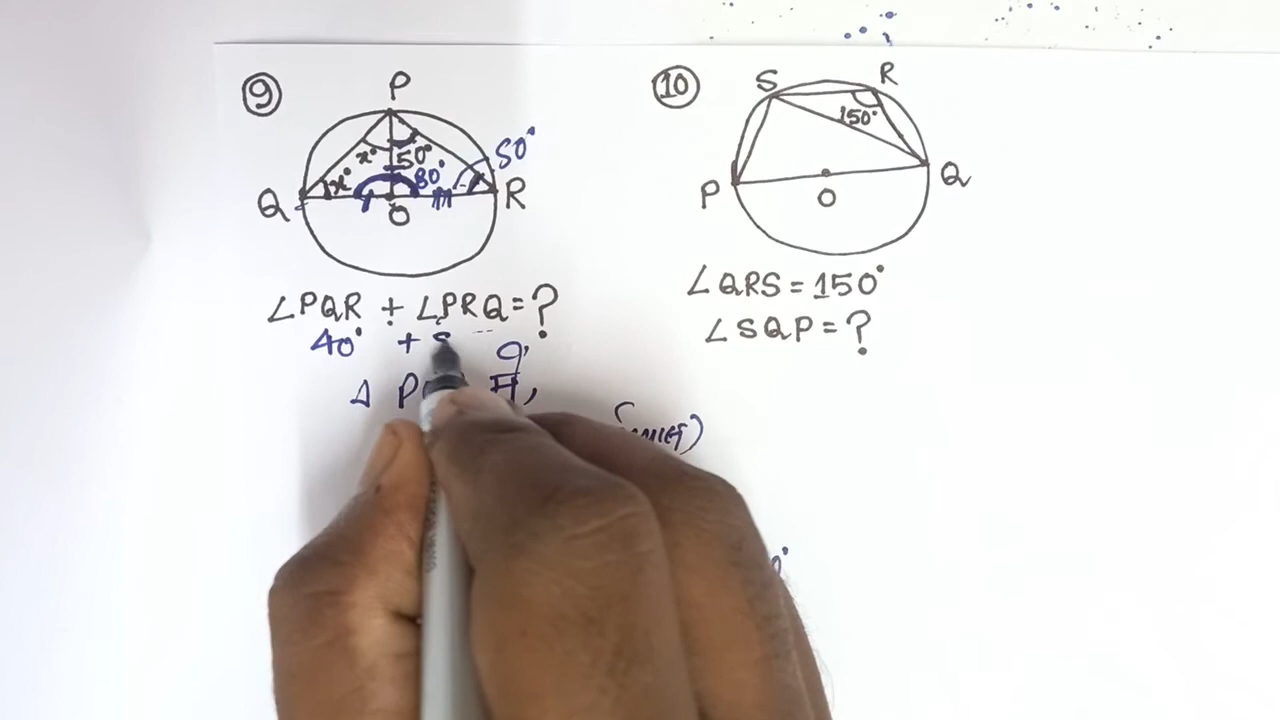 9
P
x° 50°
x° 80° 50°
Q O R
∠PQR + ∠PRQ = ?
40° +
Δ P में,
10
S R
150°
P O Q
∠QRS = 150°
∠SQP = ?